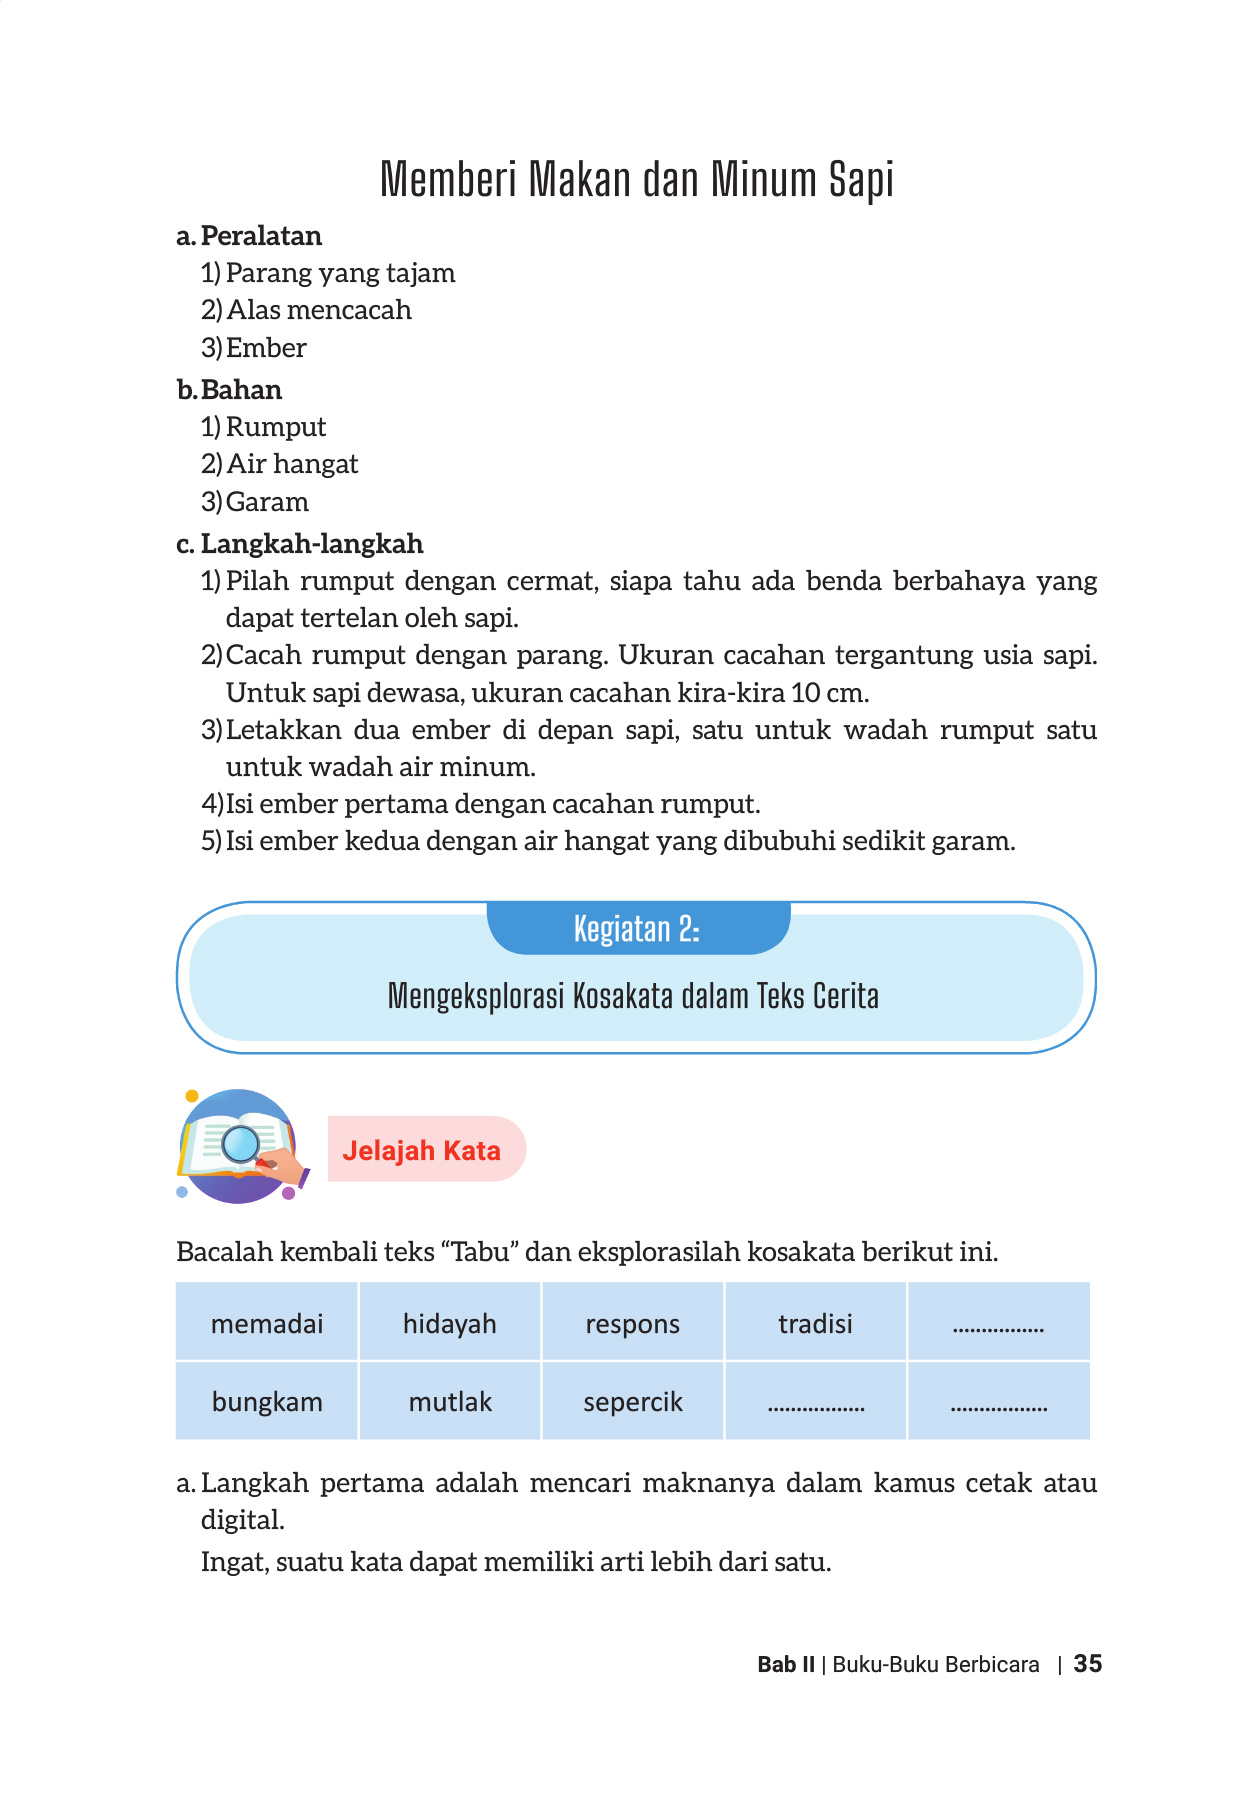 Memberi Makan dan Minum Sapi
a. Peralatan
1) Parang yang tajam
2) Alas mencacah
3) Ember
b. Bahan
1) Rumput
2) Air hangat
3) Garam
c. Langkah-langkah
1) Pilah rumput dengan cermat, siapa tahu ada benda berbahaya yang
dapat tertelan oleh sapi.
2) Cacah rumput dengan parang. Ukuran cacahan tergantung usia sapi.
Untuk sapi dewasa, ukuran cacahan kira-kira 10 cm.
3) Letakkan dua ember di depan sapi, satu untuk wadah rumput satu
untuk wadah air minum.
4) Isi ember pertama dengan cacahan rumput.
5) Isi ember kedua dengan air hangat yang dibubuhi sedikit garam.
Kegiatan 2:
Mengeksplorasi Kosakata dalam Teks Cerita
Jelajah Kata
Bacalah kembali teks “Tabu” dan eksplorasilah kosakata berikut ini.
memadai hidayah respons tradisi ................
bungkam mutlak sepercik ................. .................
a. Langkah pertama adalah mencari maknanya dalam kamus cetak atau
digital.
Ingat, suatu kata dapat memiliki arti lebih dari satu.
Bab II | Buku-Buku Berbicara | 35